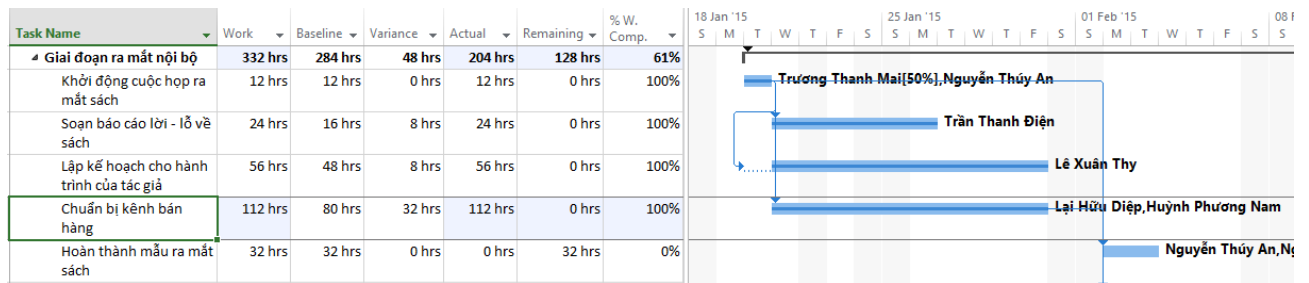 18 Jan '15 25 Jan '15 01 Feb '15 08 F
Task Name Work Baseline Variance Actual Remaining % W. Comp. S M T W T F S S M T W T F S S M T W T F S S
Giai đoạn ra mắt nội bộ 332 hrs 284 hrs 48 hrs 204 hrs 128 hrs 61%
Khởi động cuộc họp ra 12 hrs 12 hrs 0 hrs 12 hrs 0 hrs 100% Trương Thanh Mai[50%],Nguyễn Thúy An
mắt sách
Soạn báo cáo lời - lỗ về 24 hrs 16 hrs 8 hrs 24 hrs 0 hrs 100% Trần Thanh Điện
sách
Lập kế hoạch cho hành 56 hrs 48 hrs 8 hrs 56 hrs 0 hrs 100% Lê Xuân Thy
trình của tác giả
Chuẩn bị kênh bán 112 hrs 80 hrs 32 hrs 112 hrs 0 hrs 100% Lại Hữu Diệp,Huỳnh Phương Nam
hàng
Hoàn thành mẫu ra mắt 32 hrs 32 hrs 0 hrs 0 hrs 32 hrs 0% Nguyễn Thúy An,
sách